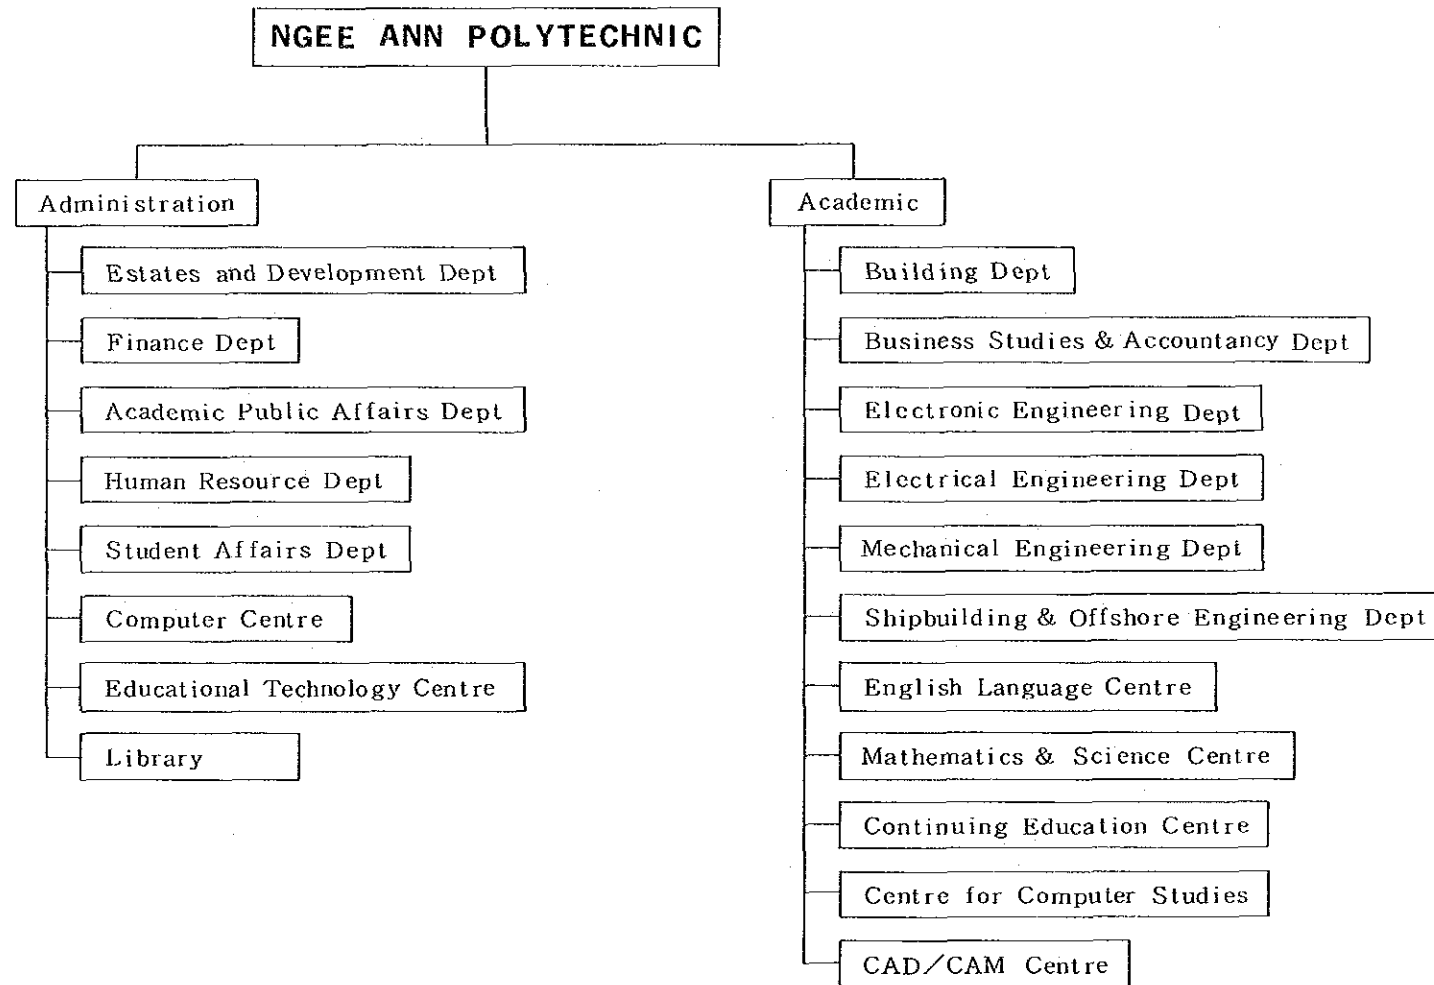 NGEE ANN POLYTECHNIC
Administration
Estates and Development Dept
Finance Dept
Academic Public Affairs Dept
Human Resource Dept
Student Affairs Dept
Computer Centre
Educational Technology Centre
Library
Academic
Building Dept
Business Studies & Accountancy Dept
Electronic Engineering Dept
Electrical Engineering Dept
Mechanical Engineering Dept
Shipbuilding & Offshore Engineering Dept
English Language Centre
Mathematics & Science Centre
Continuing Education Centre
Centre for Computer Studies
CAD/CAM Centre